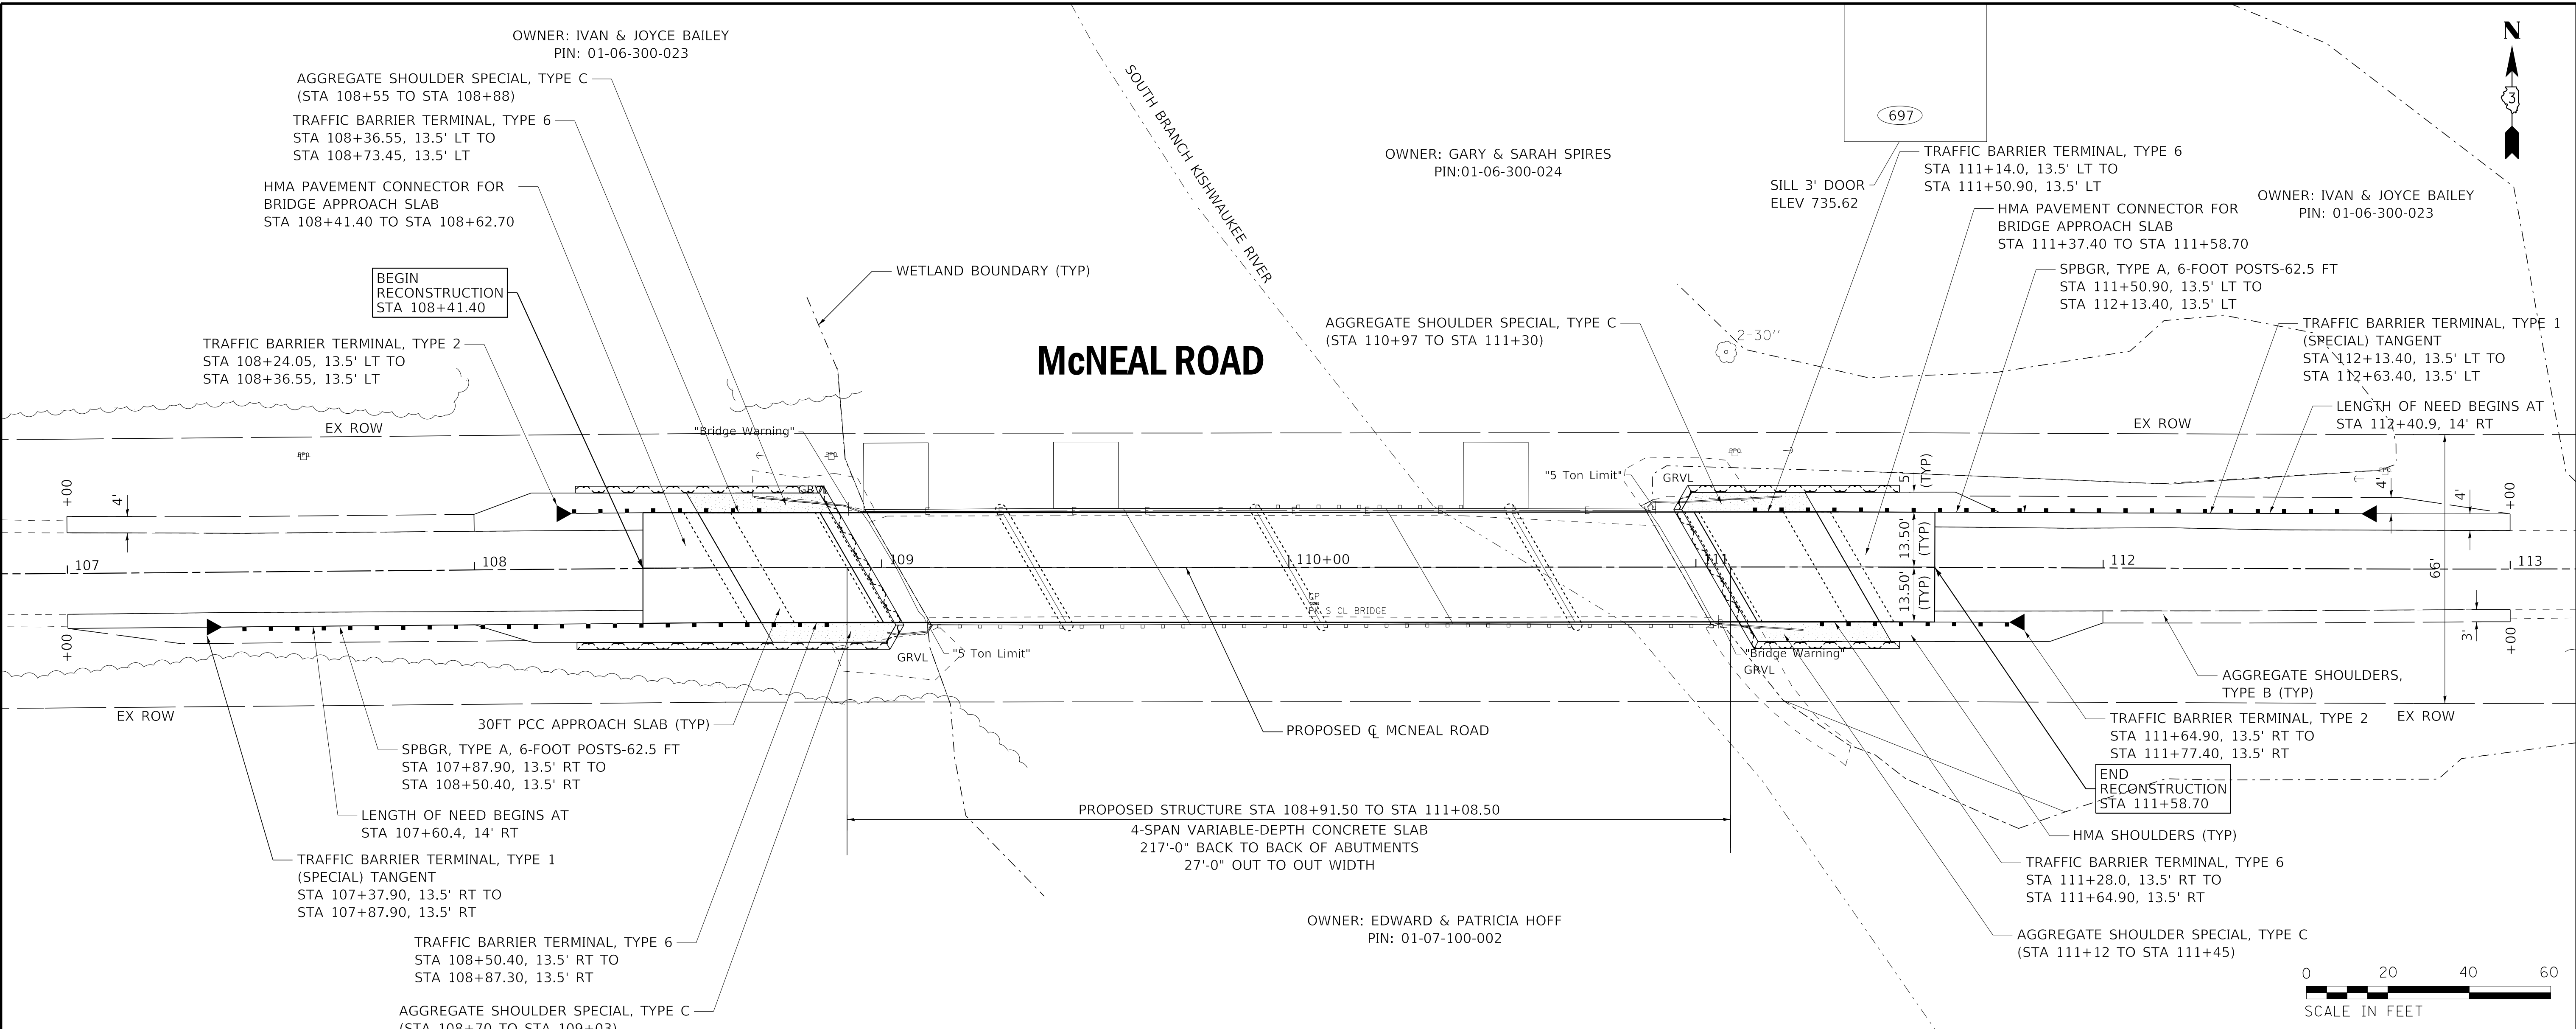 OWNER: IVAN & JOYCE BAILEY
PIN: 01-06-300-023
AGGREGATE SHOULDER SPECIAL, TYPE C
(STA 108+55 TO STA 108+88)
TRAFFIC BARRIER TERMINAL, TYPE 6
STA 108+36.55, 13.5' LT TO
STA 108+73.45, 13.5' LT
HMA PAVEMENT CONNECTOR FOR
BRIDGE APPROACH SLAB
STA 108+41.40 TO STA 108+62.70
BEGIN
RECONSTRUCTION
STA 108+41.40
TRAFFIC BARRIER TERMINAL, TYPE 2
STA 108+24.05, 13.5' LT TO
STA 108+36.55, 13.5' LT
WETLAND BOUNDARY (TYP)
SOUTH BRANCH KISHWAUKEE RIVER
McNEAL ROAD
OWNER: GARY & SARAH SPIRES
PIN:01-06-300-024
697
SILL 3' DOOR
ELEV 735.62
N
3
TRAFFIC BARRIER TERMINAL, TYPE 6
STA 111+14.0, 13.5' LT TO
STA 111+50.90, 13.5' LT
OWNER: IVAN & JOYCE BAILEY
PIN: 01-06-300-023
HMA PAVEMENT CONNECTOR FOR
BRIDGE APPROACH SLAB
STA 111+37.40 TO STA 111+58.70
SPBGR, TYPE A, 6-FOOT POSTS-62.5 FT
STA 111+50.90, 13.5' LT TO
STA 112+13.40, 13.5' LT
AGGREGATE SHOULDER SPECIAL, TYPE C
(STA 110+97 TO STA 111+30)
2-30''
TRAFFIC BARRIER TERMINAL, TYPE 1
(SPECIAL) TANGENT
STA 112+13.40, 13.5' LT TO
STA 112+63.40, 13.5' LT
LENGTH OF NEED BEGINS AT
STA 112+40.9, 14' RT
EX ROW
EX ROW
"Bridge Warning"
"5 Ton Limit"
GRVL
GRVL
5' (TYP)
+00
4'
4'
4'
+00
107
108
109
110+00
111
112
113
13.50' (TYP)
13.50' (TYP)
66'
S CL BRIDGE
+00
3'
+00
GRVL
"5 Ton Limit"
"Bridge Warning"
GRVL
EX ROW
EX ROW
30FT PCC APPROACH SLAB (TYP)
SPBGR, TYPE A, 6-FOOT POSTS-62.5 FT
STA 107+87.90, 13.5' RT TO
STA 108+50.40, 13.5' RT
LENGTH OF NEED BEGINS AT
STA 107+60.4, 14' RT
TRAFFIC BARRIER TERMINAL, TYPE 1
(SPECIAL) TANGENT
STA 107+37.90, 13.5' RT TO
STA 107+87.90, 13.5' RT
TRAFFIC BARRIER TERMINAL, TYPE 6
STA 108+50.40, 13.5' RT TO
STA 108+87.30, 13.5' RT
AGGREGATE SHOULDER SPECIAL, TYPE C
(STA 108+70 TO STA 109+03)
PROPOSED ℄ MCNEAL ROAD
PROPOSED STRUCTURE STA 108+91.50 TO STA 111+08.50
4-SPAN VARIABLE-DEPTH CONCRETE SLAB
217'-0" BACK TO BACK OF ABUTMENTS
27'-0" OUT TO OUT WIDTH
OWNER: EDWARD & PATRICIA HOFF
PIN: 01-07-100-002
AGGREGATE SHOULDERS,
TYPE B (TYP)
TRAFFIC BARRIER TERMINAL, TYPE 2
STA 111+64.90, 13.5' RT TO
STA 111+77.40, 13.5' RT
END
RECONSTRUCTION
STA 111+58.70
HMA SHOULDERS (TYP)
TRAFFIC BARRIER TERMINAL, TYPE 6
STA 111+28.0, 13.5' RT TO
STA 111+64.90, 13.5' RT
AGGREGATE SHOULDER SPECIAL, TYPE C
(STA 111+12 TO STA 111+45)
0 20 40 60
SCALE IN FEET